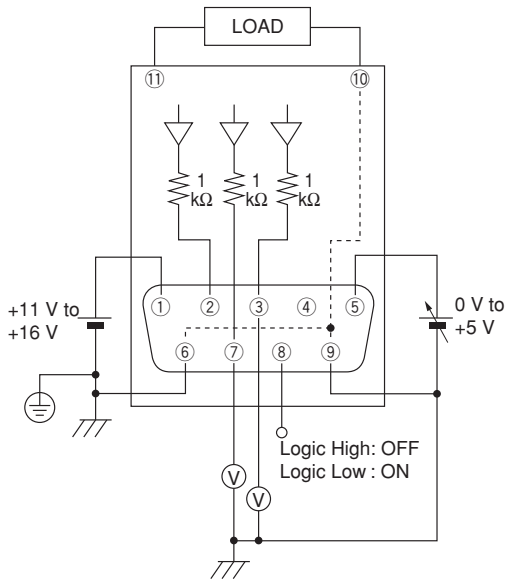 LOAD
⑪ ⑩
1 kΩ
1 kΩ
1 kΩ
① ② ③ ④ ⑤
+11 V to
+16 V
0 V to
+5 V
⑥ ⑦ ⑧ ⑨
Logic High: OFF
Logic Low : ON
V
V